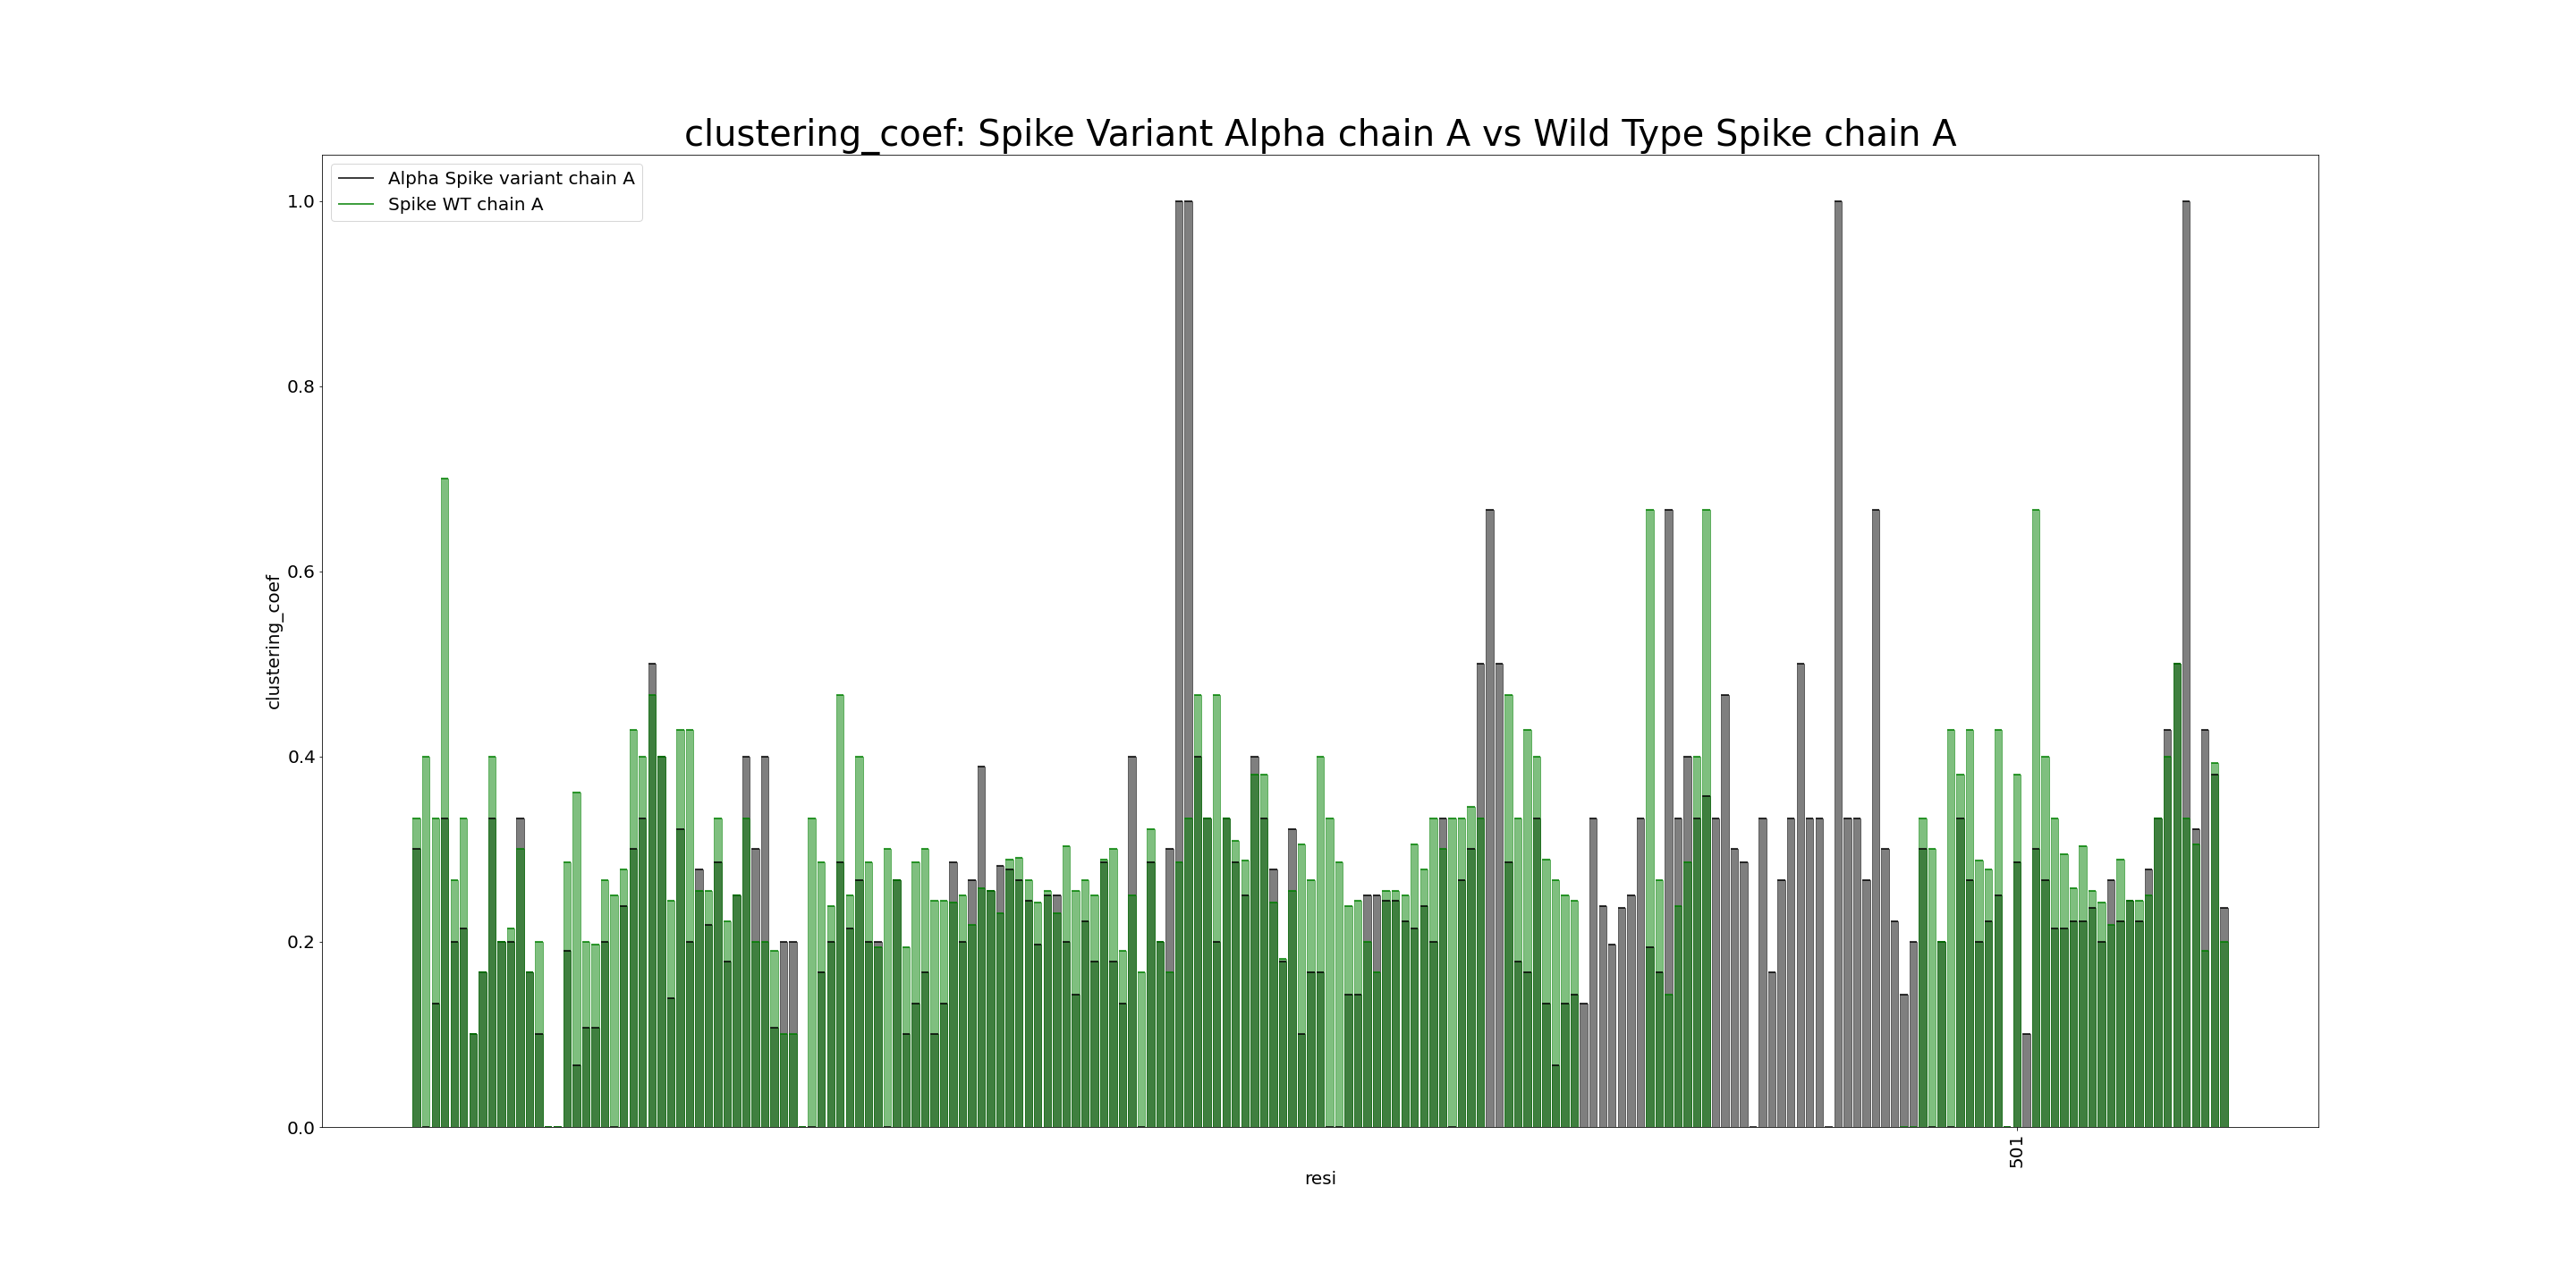 clustering_coef: Spike Variant Alpha chain A vs Wild Type Spike chain A
Alpha Spike variant chain A
Spike WT chain A
1.0
0.8
0.6
0.4
0.2
0.0
clustering_coef
501
resi